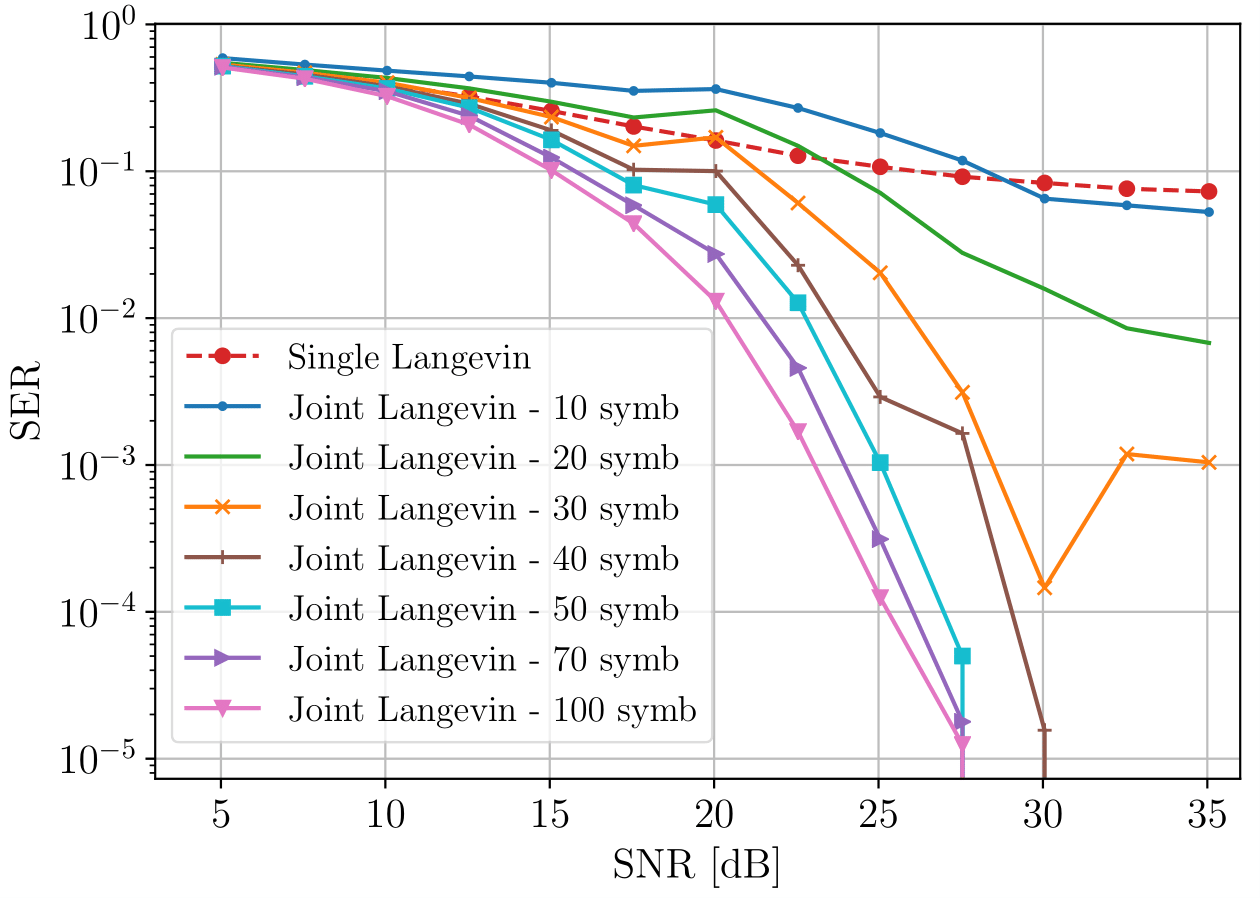 10^0
10^−1
10^−2
10^−3
10^−4
10^−5
SER
Single Langevin
Joint Langevin - 10 symb
Joint Langevin - 20 symb
Joint Langevin - 30 symb
Joint Langevin - 40 symb
Joint Langevin - 50 symb
Joint Langevin - 70 symb
Joint Langevin - 100 symb
5 10 15 20 25 30 35
SNR [dB]